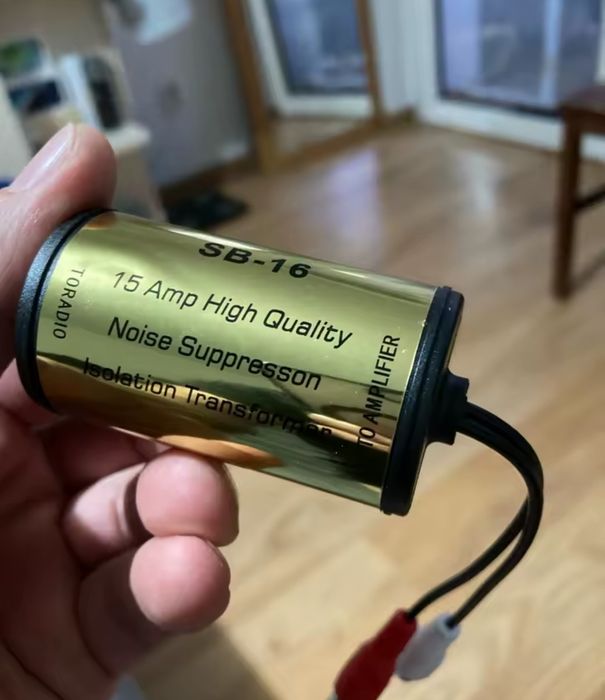 SB-16
15 Amp High Quality
Noise Suppresson
Isolation Transformer
TORADIO
TO AMPLIFIER